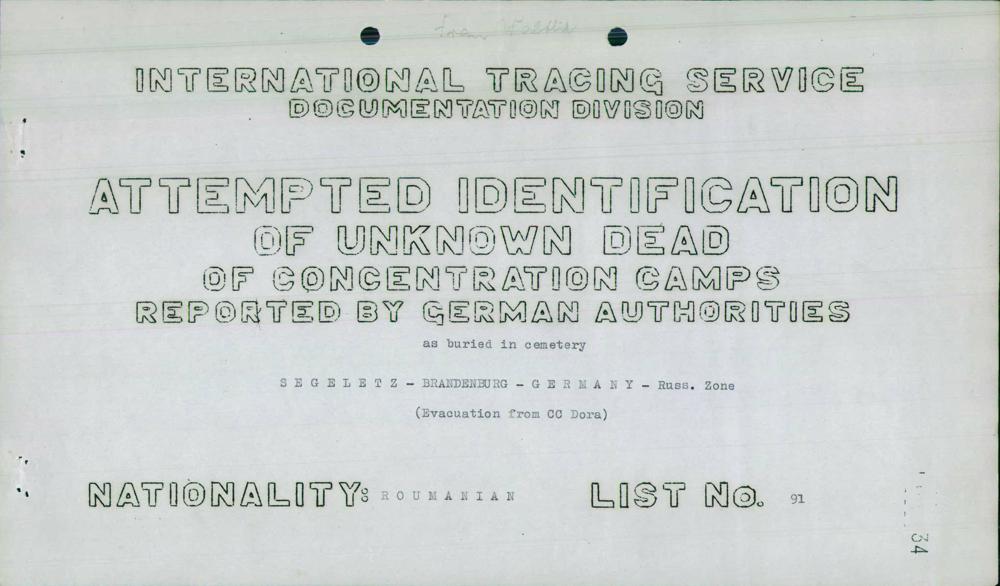 INTERNATIONAL TRACING SERVICE
DOCUMENTATION DIVISION
ATTEMPTED IDENTIFICATION
OF UNKNOWN DEAD
OF CONCENTRATION CAMPS
REPORTED BY GERMAN AUTHORITIES
as buried in cemetery
S E G E L E T Z - BRANDENBURG - G E R M A N Y - Russ. Zone
(Evacuation from CC Dora)
NATIONALITY: R O U M A N I A N LIST No. 91
34